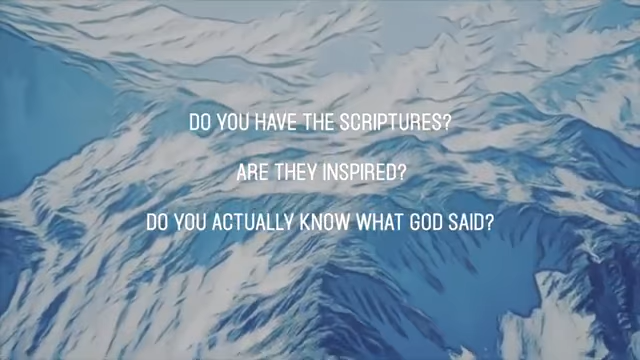 DO YOU HAVE THE SCRIPTURES?
ARE THEY INSPIRED?
DO YOU ACTUALLY KNOW WHAT GOD SAID?